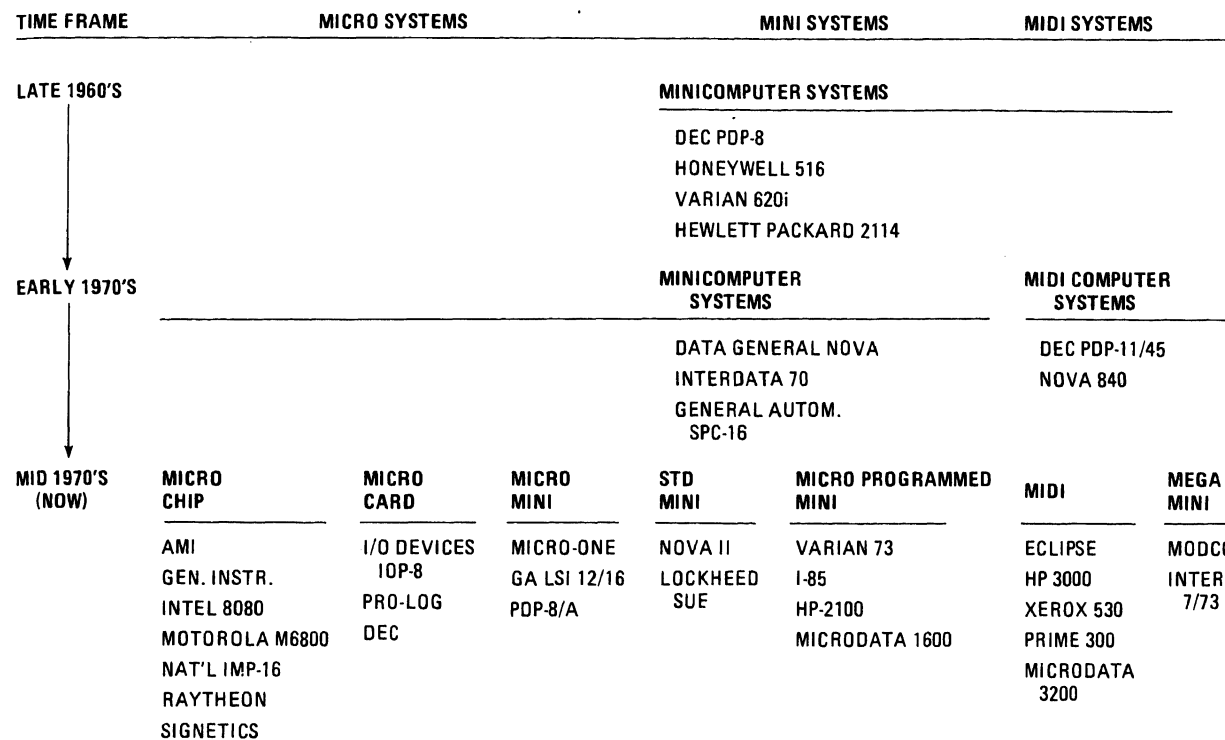 TIME FRAME MICRO SYSTEMS MINI SYSTEMS MIDI SYSTEMS
LATE 1960'S MINICOMPUTER SYSTEMS
DEC PDP-8
HONEYWELL 516
VARIAN 620i
HEWLETT PACKARD 2114
EARLY 1970'S
MINICOMPUTER
SYSTEMS
MIDI COMPUTER
SYSTEMS
DATA GENERAL NOVA
INTERDATA 70
GENERAL AUTOM.
SPC-16
DEC PDP-11/45
NOVA 840
MID 1970'S
(NOW)
MICRO
CHIP
AMI
GEN. INSTR.
INTEL 8080
MOTOROLA M6800
NAT'L IMP-16
RAYTHEON
SIGNETICS
MICRO
CARD
I/O DEVICES
IOP-8
PRO-LOG
DEC
MICRO
MINI
MICRO-ONE
GA LSI 12/16
PDP-8/A
STD
MINI
NOVA II
LOCKHEED
SUE
MICRO PROGRAMMED
MINI
VARIAN 73
I-85
HP-2100
MICRODATA 1600
MIDI
ECLIPSE
HP 3000
XEROX 530
PRIME 300
MICRODATA
3200
MEGA
MINI
7/73